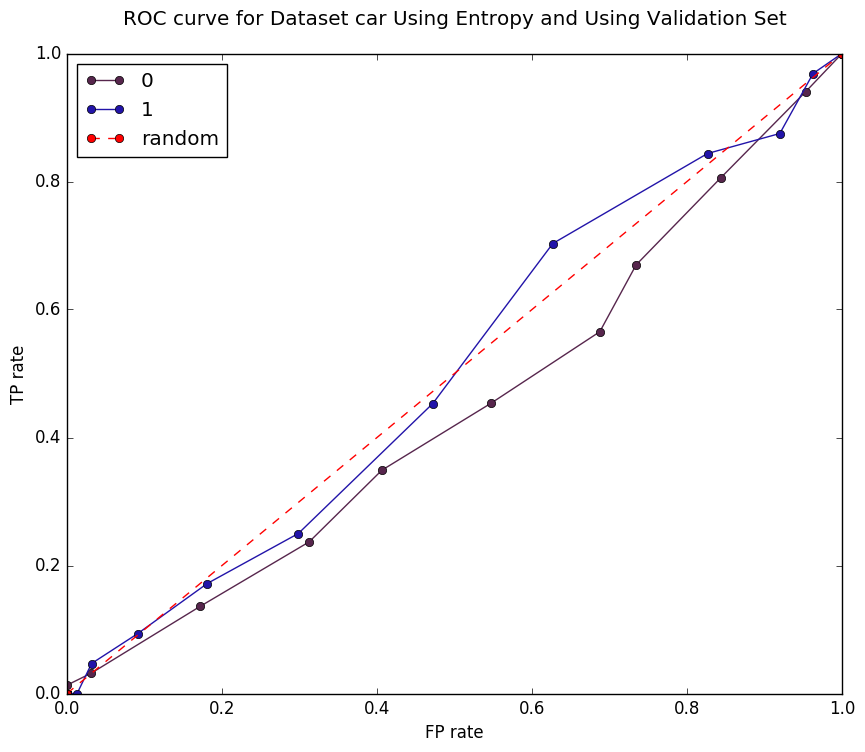 ROC curve for Dataset car Using Entropy and Using Validation Set
0
1
random
1.0
0.8
0.6
0.4
0.2
0.0
TP rate
0.0 0.2 0.4 0.6 0.8 1.0
FP rate